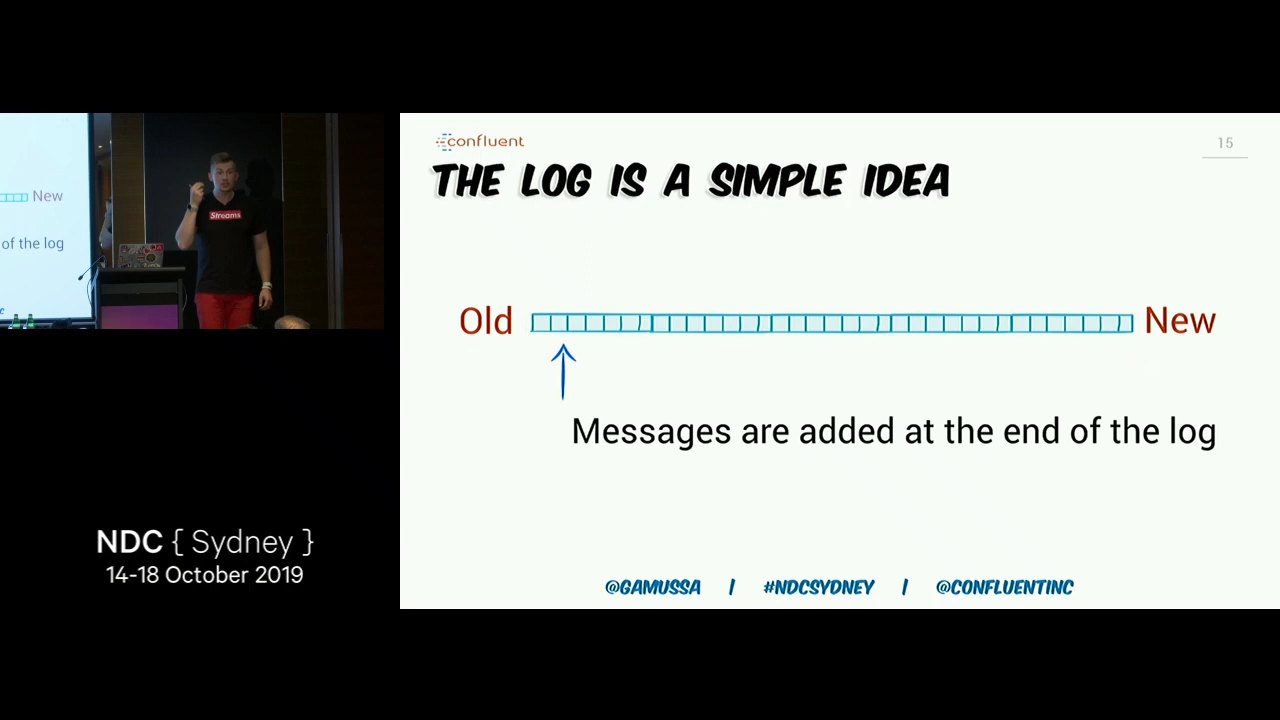 New
of the log
Streams
NDC { Sydney }
14-18 October 2019
confluent
15
THE LOG IS A SIMPLE IDEA
Old
New
Messages are added at the end of the log
@GAMUSSA | #NDCSYDNEY | @CONFLUENTINC